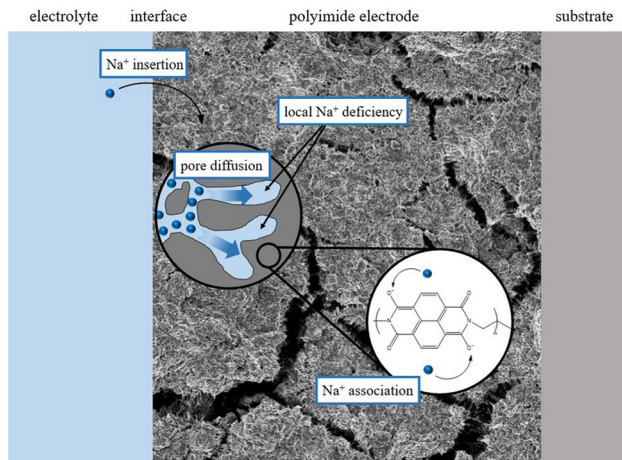 electrolyte
interface
polyimide electrode
substrate
Na⁺ insertion
local Na⁺ deficiency
pore diffusion
O⁻
O
N
N
n
O
O⁻
Na⁺ association